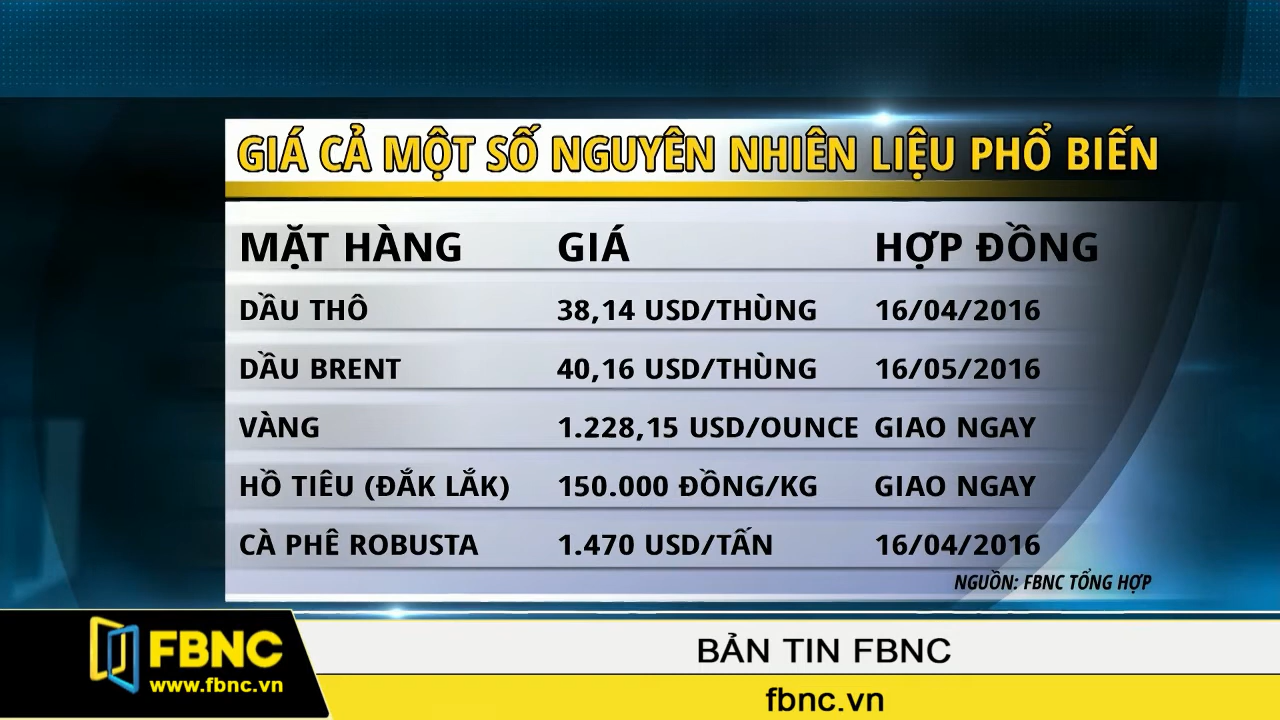 GIÁ CẢ MỘT SỐ NGUYÊN NHIÊN LIỆU PHỔ BIẾN
MẶT HÀNG GIÁ HỢP ĐỒNG
DẦU THÔ 38,14 USD/THÙNG 16/04/2016
DẦU BRENT 40,16 USD/THÙNG 16/05/2016
VÀNG 1.228,15 USD/OUNCE GIAO NGAY
HỒ TIÊU (ĐẮK LẮK) 150.000 ĐỒNG/KG GIAO NGAY
CÀ PHÊ ROBUSTA 1.470 USD/TẤN 16/04/2016
NGUỒN: FBNC TỔNG HỢP
FBNC
www.fbnc.vn
BẢN TIN FBNC
fbnc.vn